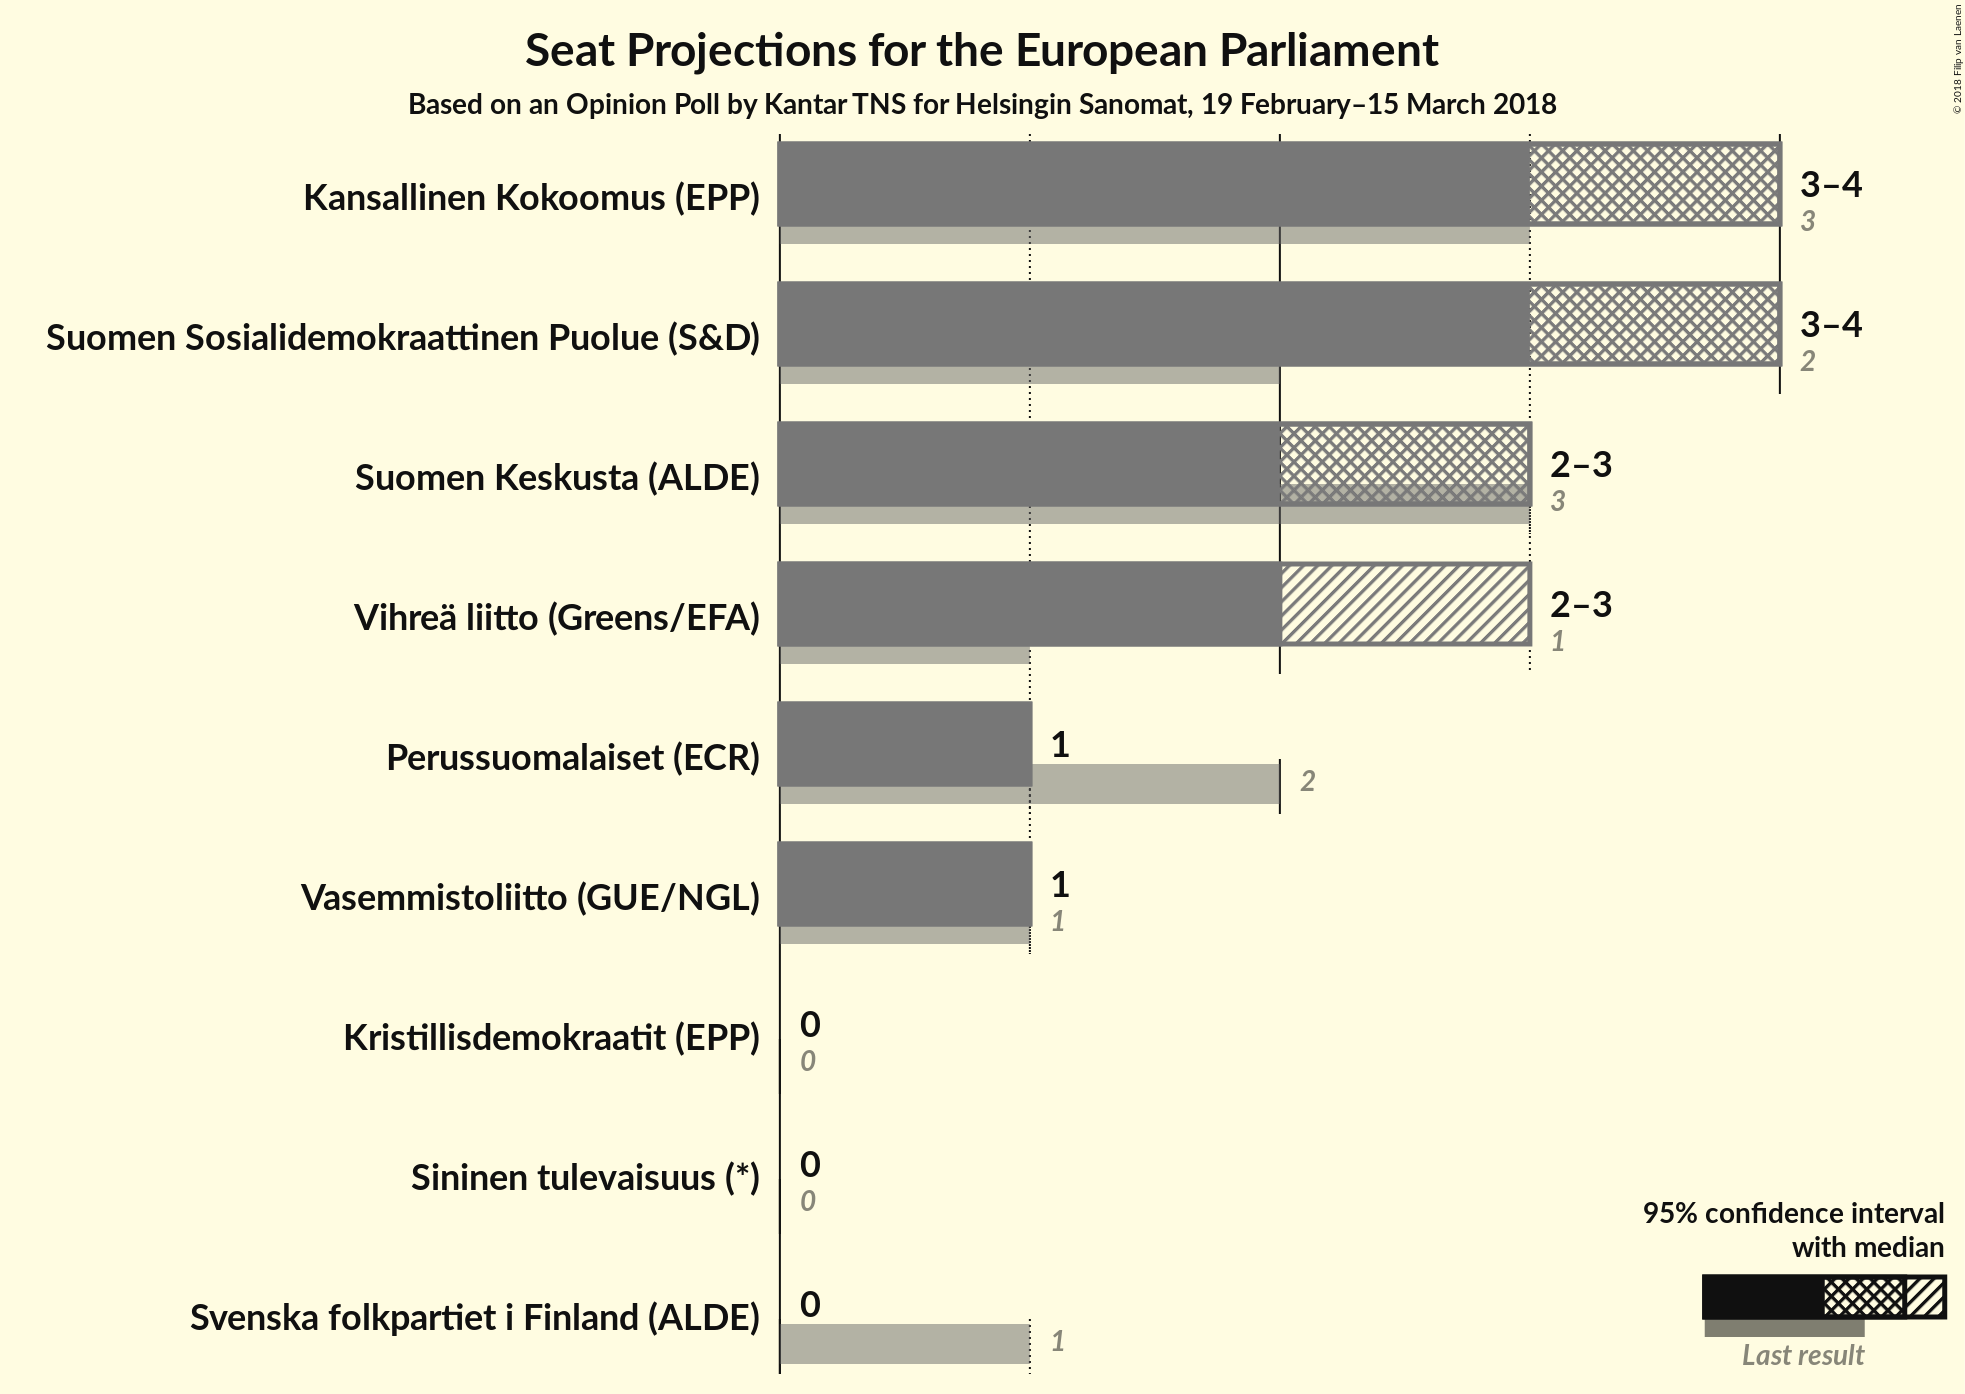 Seat Projections for the European Parliament
Based on an Opinion Poll by Kantar TNS for Helsingin Sanomat, 19 February–15 March 2018
© 2018 Filip van Laenen
Kansallinen Kokoomus (EPP)
3–4
3
Suomen Sosialidemokraattinen Puolue (S&D)
3–4
2
Suomen Keskusta (ALDE)
2–3
3
Vihreä liitto (Greens/EFA)
2–3
1
Perussuomalaiset (ECR)
1
2
Vasemmistoliitto (GUE/NGL)
1
1
Kristillisdemokraatit (EPP)
0
0
Sininen tulevaisuus (*)
0
0
Svenska folkpartiet i Finland (ALDE)
0
1
95% confidence interval
with median
Last result